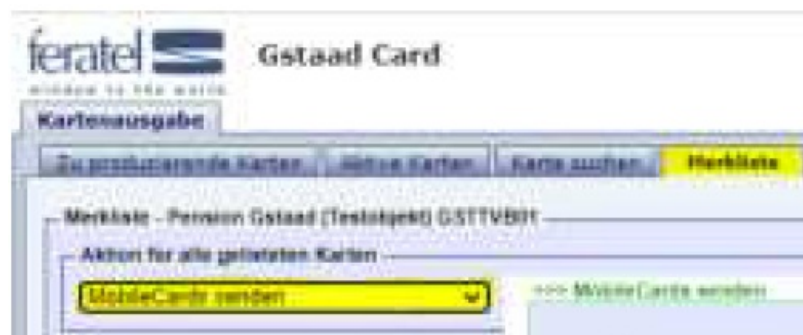 feratel Gstaad Card
window to the world
Kartenausgabe
Zu produzierende Karten Aktive Karten Karte suchen Merkliste
Merkliste - Pension Gstaad (Testobjekt) GSTTVB01
Aktion für alle gelisteten Karten
MobileCards senden >>> MobileCards senden